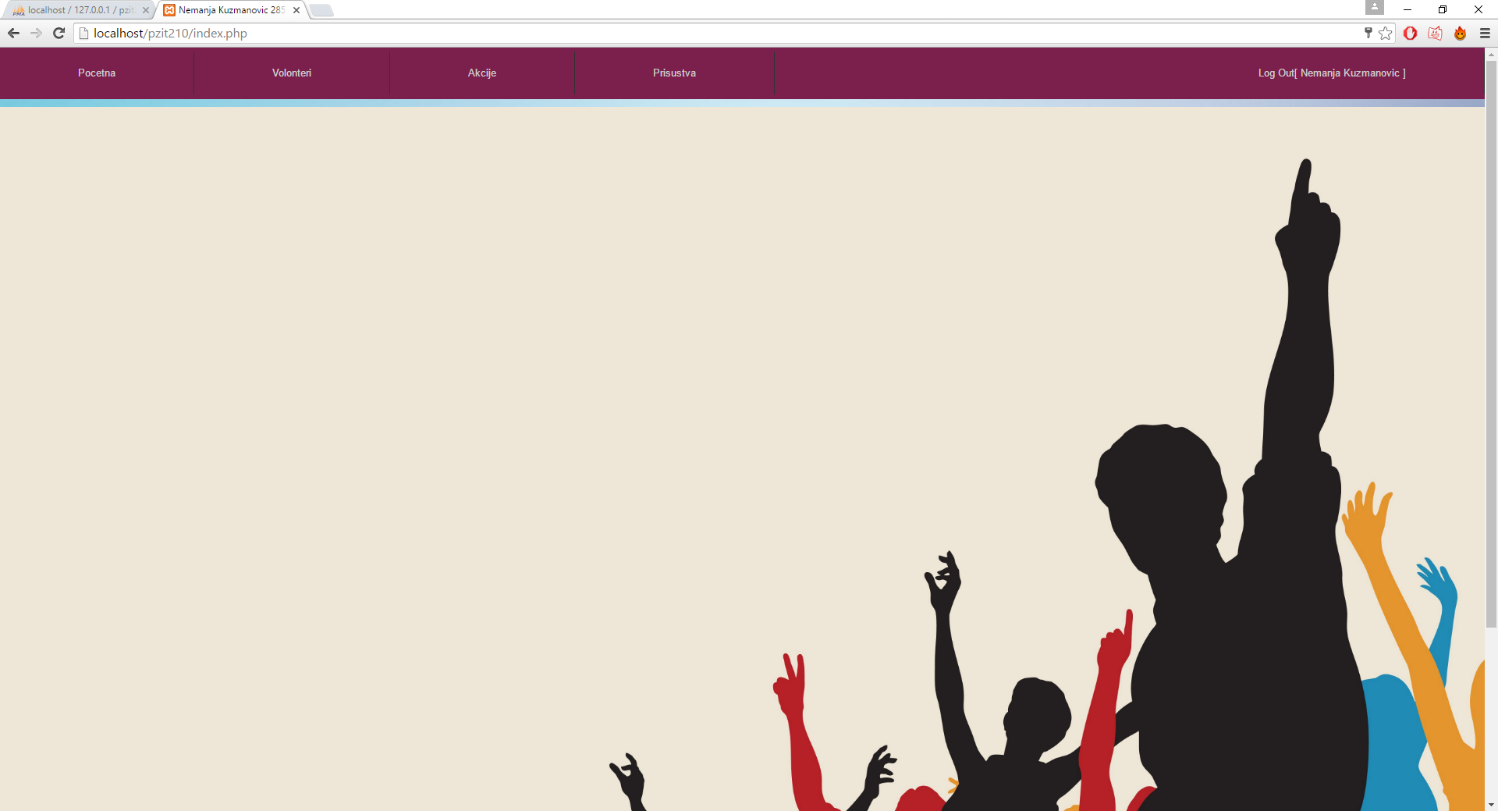 localhost / 127.0.0.1 / pzit
Nemanja Kuzmanovic 285
localhost/pzit210/index.php
Pocetna Volonteri Akcije Prisustva Log Out[ Nemanja Kuzmanovic ]